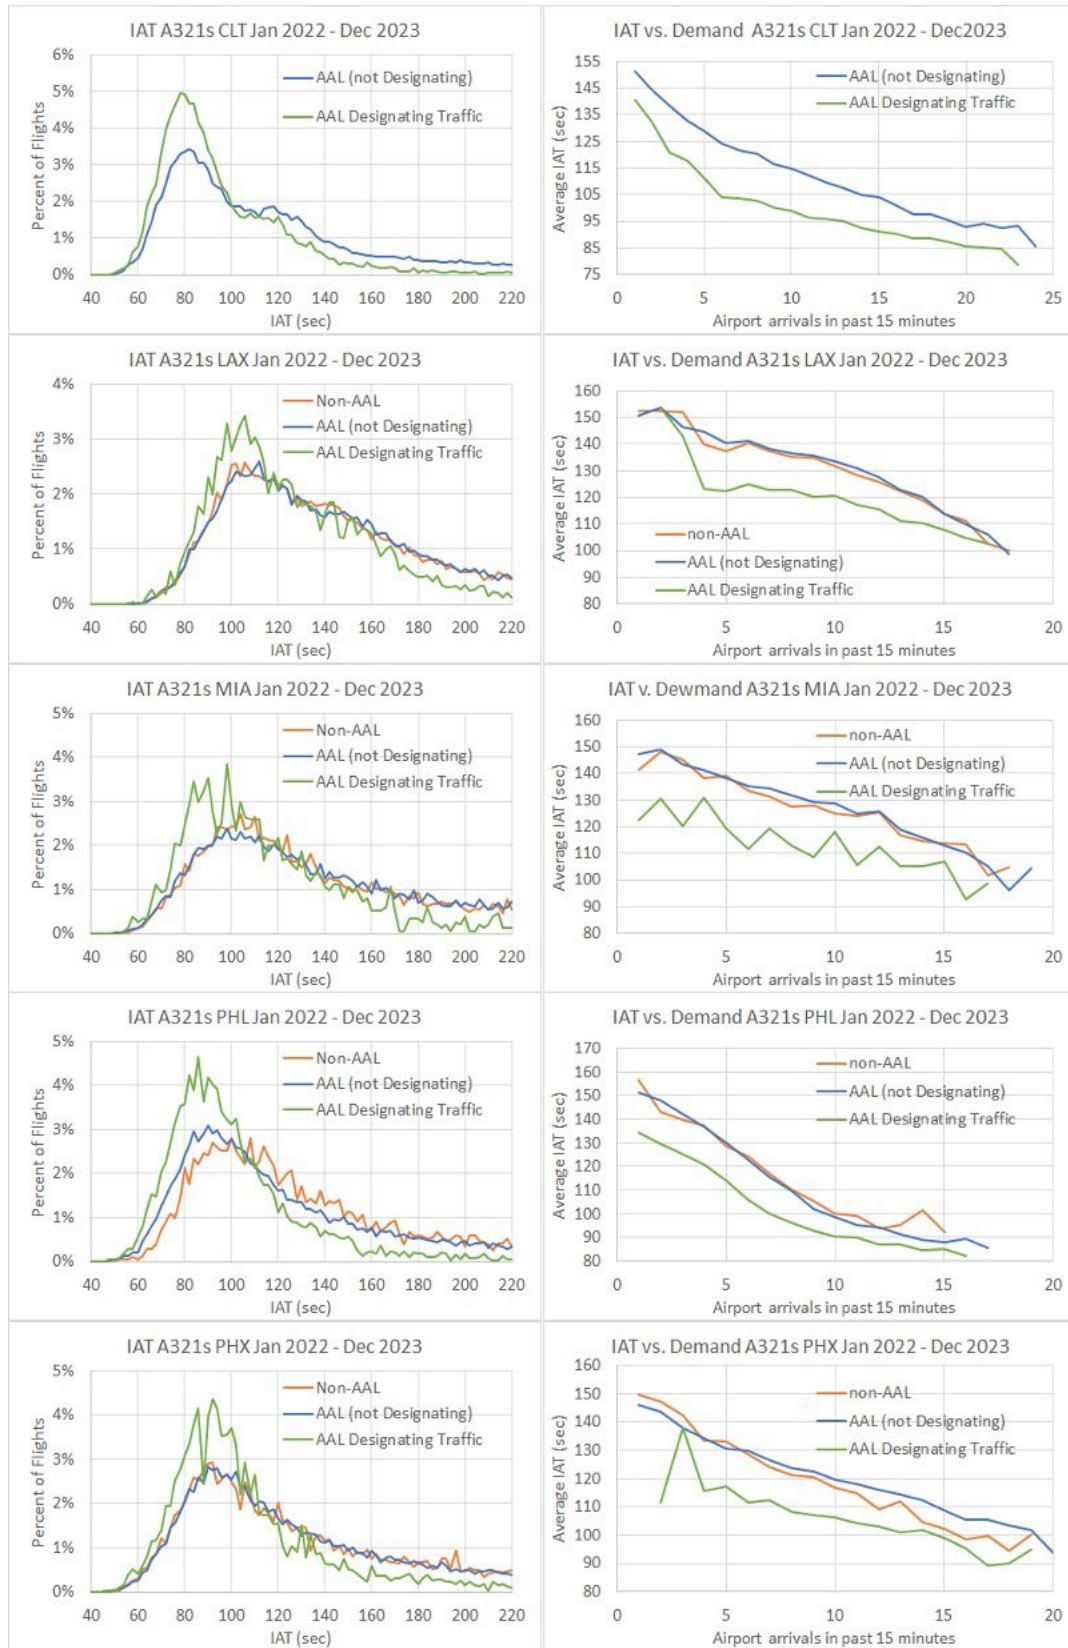 IAT A321s CLT Jan 2022 - Dec 2023
6%
5%
4%
3%
2%
1%
0%
Percent of Flights
AAL (not Designating)
AAL Designating Traffic
40 60 80 100 120 140 160 180 200 220
IAT (sec)
IAT vs. Demand A321s CLT Jan 2022 - Dec2023
155
145
135
125
115
105
95
85
75
Average IAT (sec)
AAL (not Designating)
AAL Designating Traffic
0 5 10 15 20 25
Airport arrivals in past 15 minutes
IAT A321s LAX Jan 2022 - Dec 2023
4%
3%
2%
1%
0%
Percent of Flights
Non-AAL
AAL (not Designating)
AAL Designating Traffic
40 60 80 100 120 140 160 180 200 220
IAT (sec)
IAT vs. Demand A321s LAX Jan 2022 - Dec 2023
160
150
140
130
120
110
100
90
80
Average IAT (sec)
non-AAL
AAL (not Designating)
AAL Designating Traffic
0 5 10 15 20
Airport arrivals in past 15 minutes
IAT A321s MIA Jan 2022 - Dec 2023
5%
4%
3%
2%
1%
0%
Percent of Flights
Non-AAL
AAL (not Designating)
AAL Designating Traffic
40 60 80 100 120 140 160 180 200 220
IAT (sec)
IAT v. Dewmand A321s MIA Jan 2022 - Dec 2023
160
150
140
130
120
110
100
90
80
Average IAT (sec)
non-AAL
AAL (not Designating)
AAL Designating Traffic
0 5 10 15 20
Airport arrivals in past 15 minutes
IAT A321s PHL Jan 2022 - Dec 2023
5%
4%
3%
2%
1%
0%
Percent of Flights
Non-AAL
AAL (not Designating)
AAL Designating Traffic
40 60 80 100 120 140 160 180 200 220
IAT (sec)
IAT vs. Demand A321s PHL Jan 2022 - Dec 2023
170
160
150
140
130
120
110
100
90
80
Average IAT (sec)
non-AAL
AAL (not Designating)
AAL Designating Traffic
0 5 10 15 20
Airport arrivals in past 15 minutes
IAT A321s PHX Jan 2022 - Dec 2023
5%
4%
3%
2%
1%
0%
Percent of Flights
Non-AAL
AAL (not Designating)
AAL Designating Traffic
40 60 80 100 120 140 160 180 200 220
IAT (sec)
IAT vs. Demand A321s PHX Jan 2022 - Dec 2023
160
150
140
130
120
110
100
90
80
Average IAT (sec)
non-AAL
AAL (not Designating)
AAL Designating Traffic
0 5 10 15 20
Airport arrivals in past 15 minutes